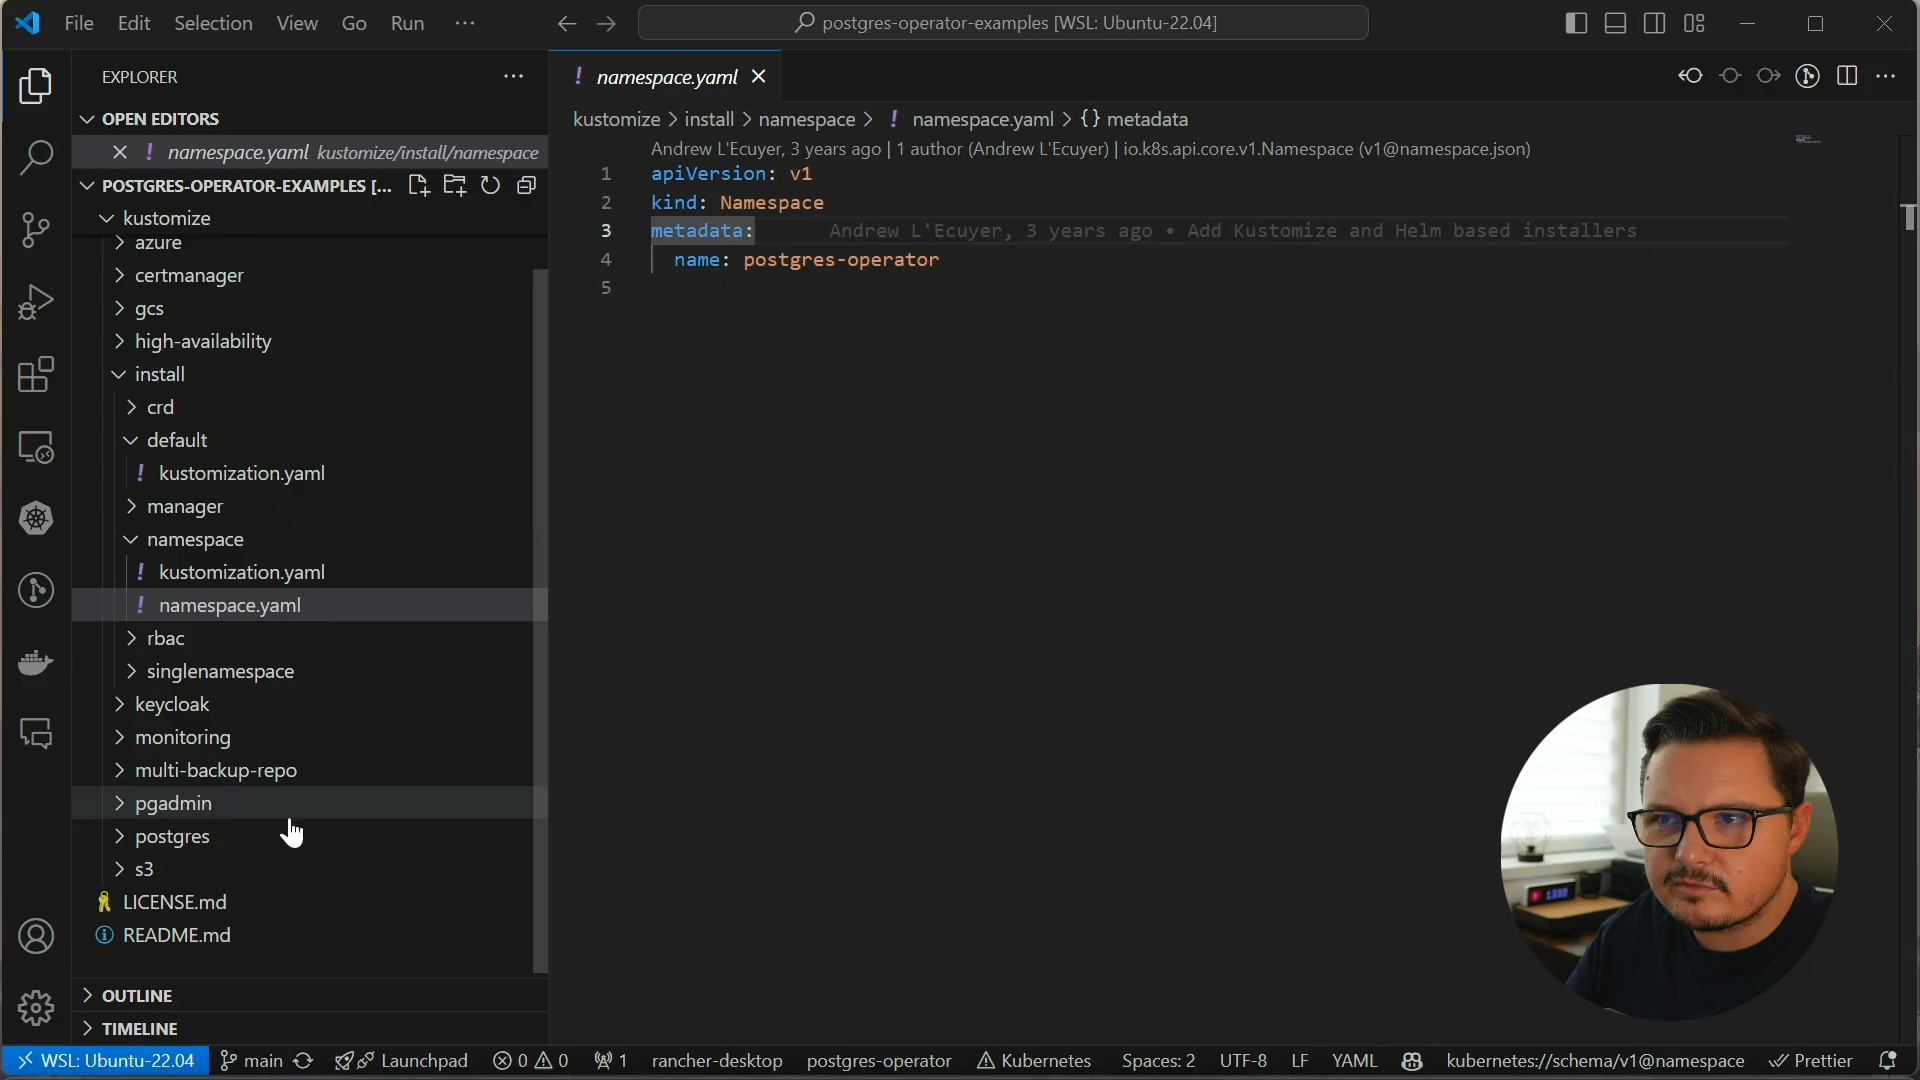 File Edit Selection View Go Run ···
postgres-operator-examples [WSL: Ubuntu-22.04]
EXPLORER
OPEN EDITORS
! namespace.yaml kustomize/install/namespace
POSTGRES-OPERATOR-EXAMPLES [...
kustomize
azure
certmanager
gcs
high-availability
install
crd
default
! kustomization.yaml
manager
namespace
! kustomization.yaml
! namespace.yaml
rbac
singlenamespace
keycloak
monitoring
multi-backup-repo
pgadmin
postgres
s3
LICENSE.md
README.md
OUTLINE
TIMELINE
! namespace.yaml
kustomize > install > namespace > ! namespace.yaml > {} metadata
Andrew L'Ecuyer, 3 years ago | 1 author (Andrew L'Ecuyer) | io.k8s.api.core.v1.Namespace (v1@namespace.json)
1 apiVersion: v1
2 kind: Namespace
3 metadata: Andrew L'Ecuyer, 3 years ago • Add Kustomize and Helm based installers
4 name: postgres-operator
5
WSL: Ubuntu-22.04 main Launchpad 0 0 1 rancher-desktop postgres-operator Kubernetes Spaces: 2 UTF-8 LF YAML kubernetes://schema/v1@namespace Prettier